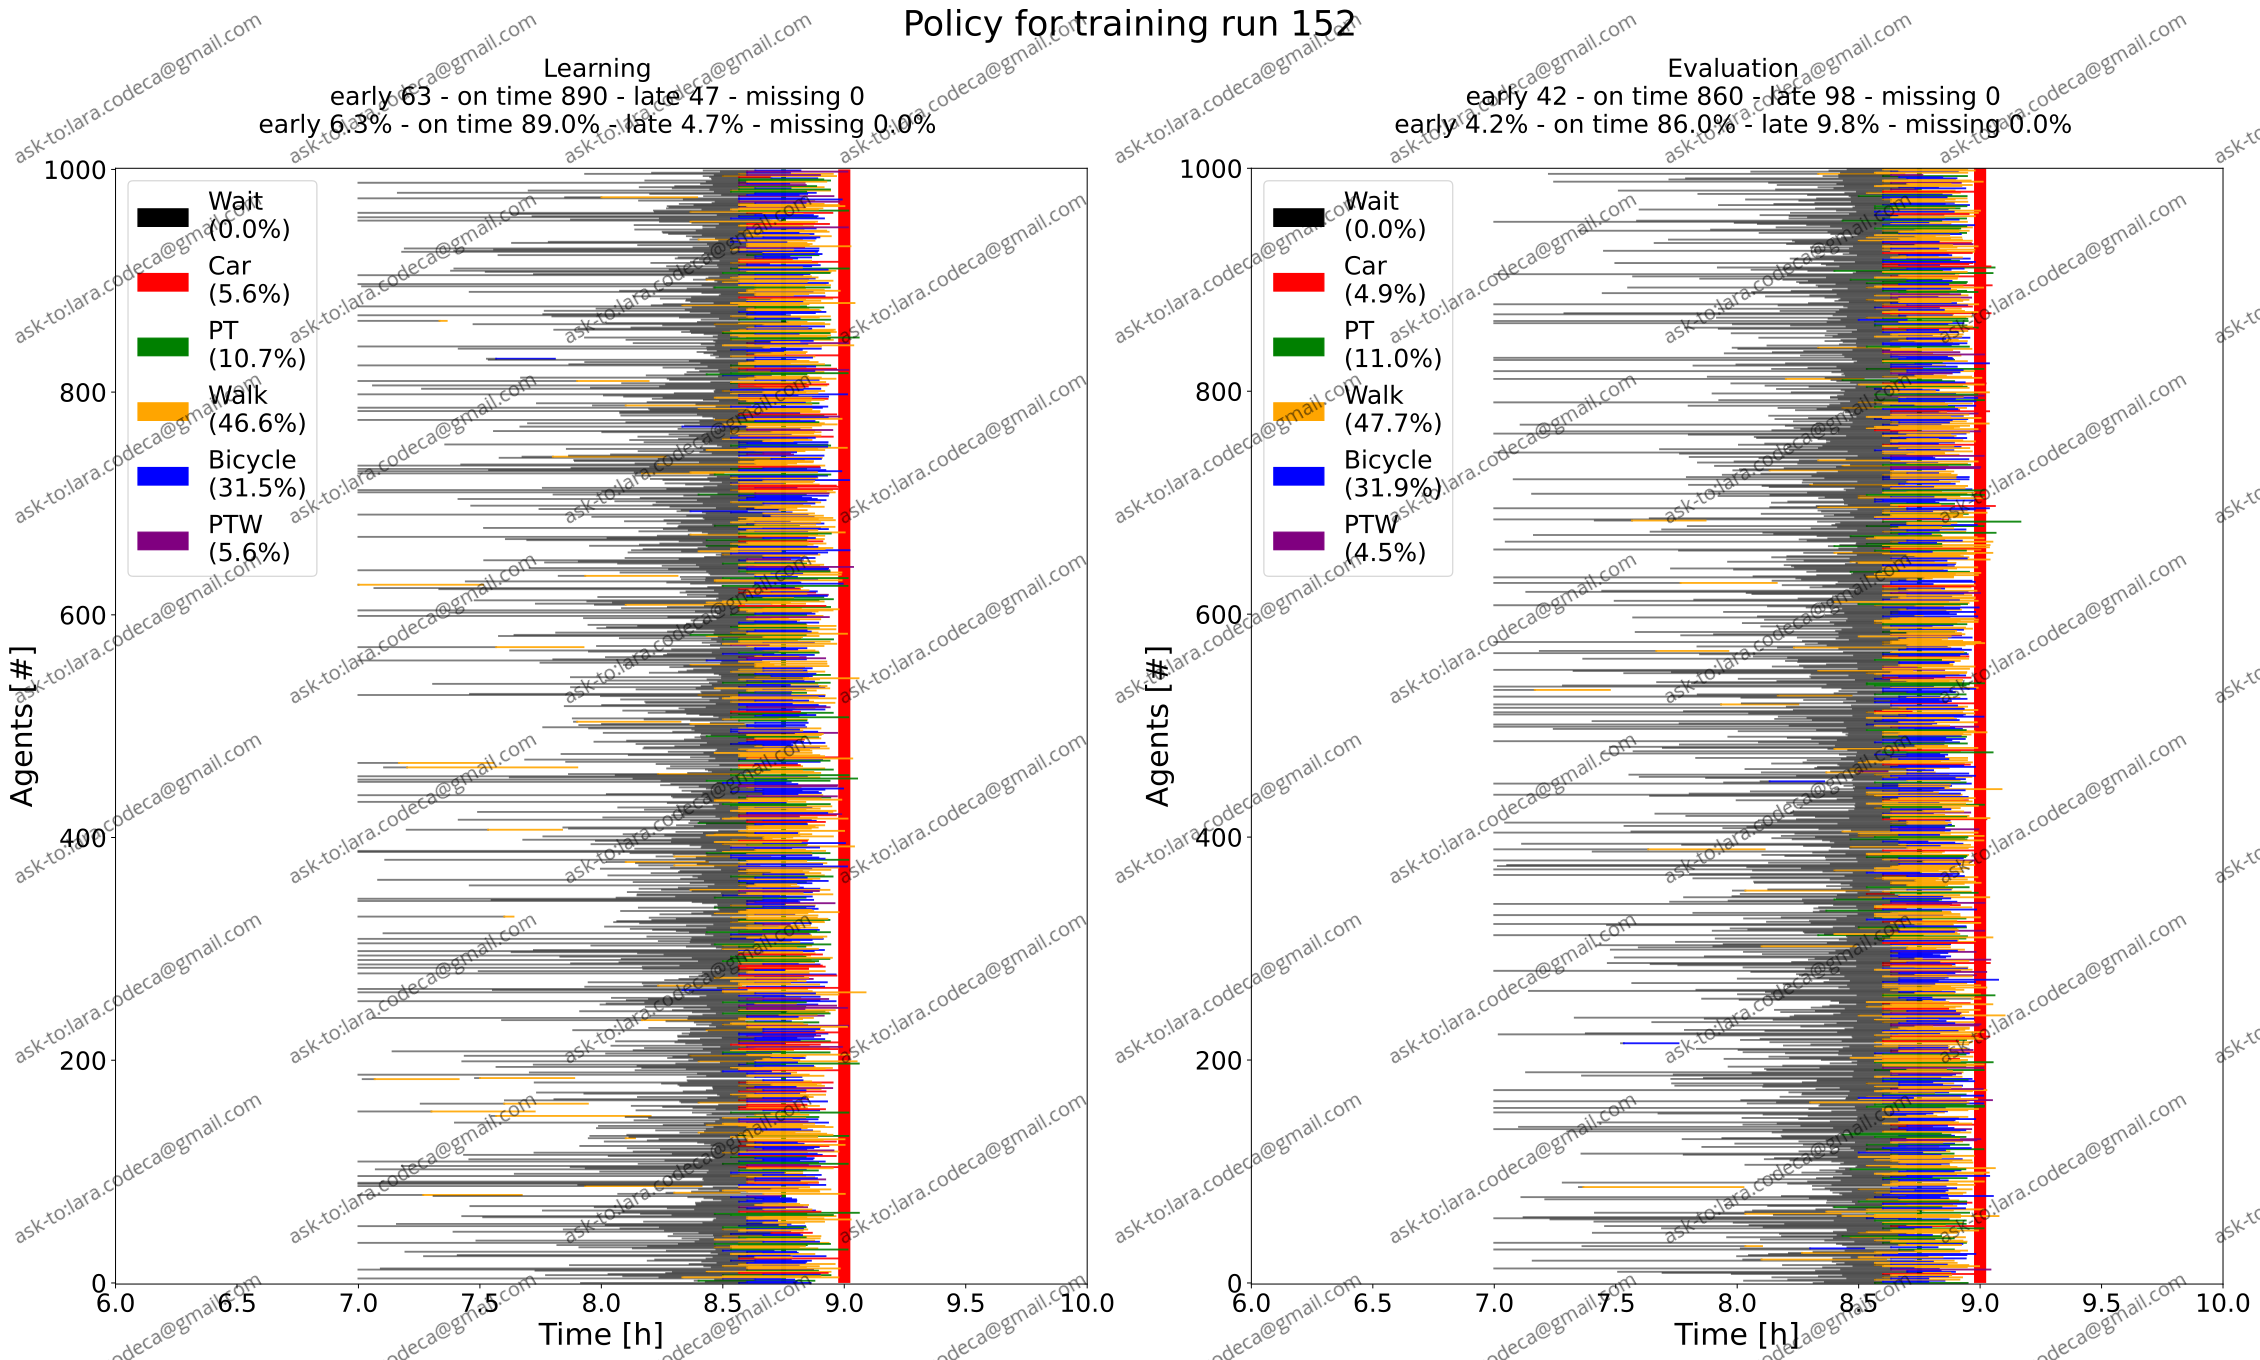 Policy for training run 152
Learning
early 63 - on time 890 - late 47 - missing 0
early 6.3% - on time 89.0% - late 4.7% - missing 0.0%
Wait
(0.0%)
Car
(5.6%)
PT
(10.7%)
Walk
(46.6%)
Bicycle
(31.5%)
PTW
(5.6%)
Agents [#]
1000
800
600
400
200
0
6.0 6.5 7.0 7.5 8.0 8.5 9.0 9.5 10.0
Time [h]
Evaluation
early 42 - on time 860 - late 98 - missing 0
early 4.2% - on time 86.0% - late 9.8% - missing 0.0%
Wait
(0.0%)
Car
(4.9%)
PT
(11.0%)
Walk
(47.7%)
Bicycle
(31.9%)
PTW
(4.5%)
Agents [#]
1000
800
600
400
200
0
6.0 6.5 7.0 7.5 8.0 8.5 9.0 9.5 10.0
Time [h]
ask-to:lara.codeca@gmail.com